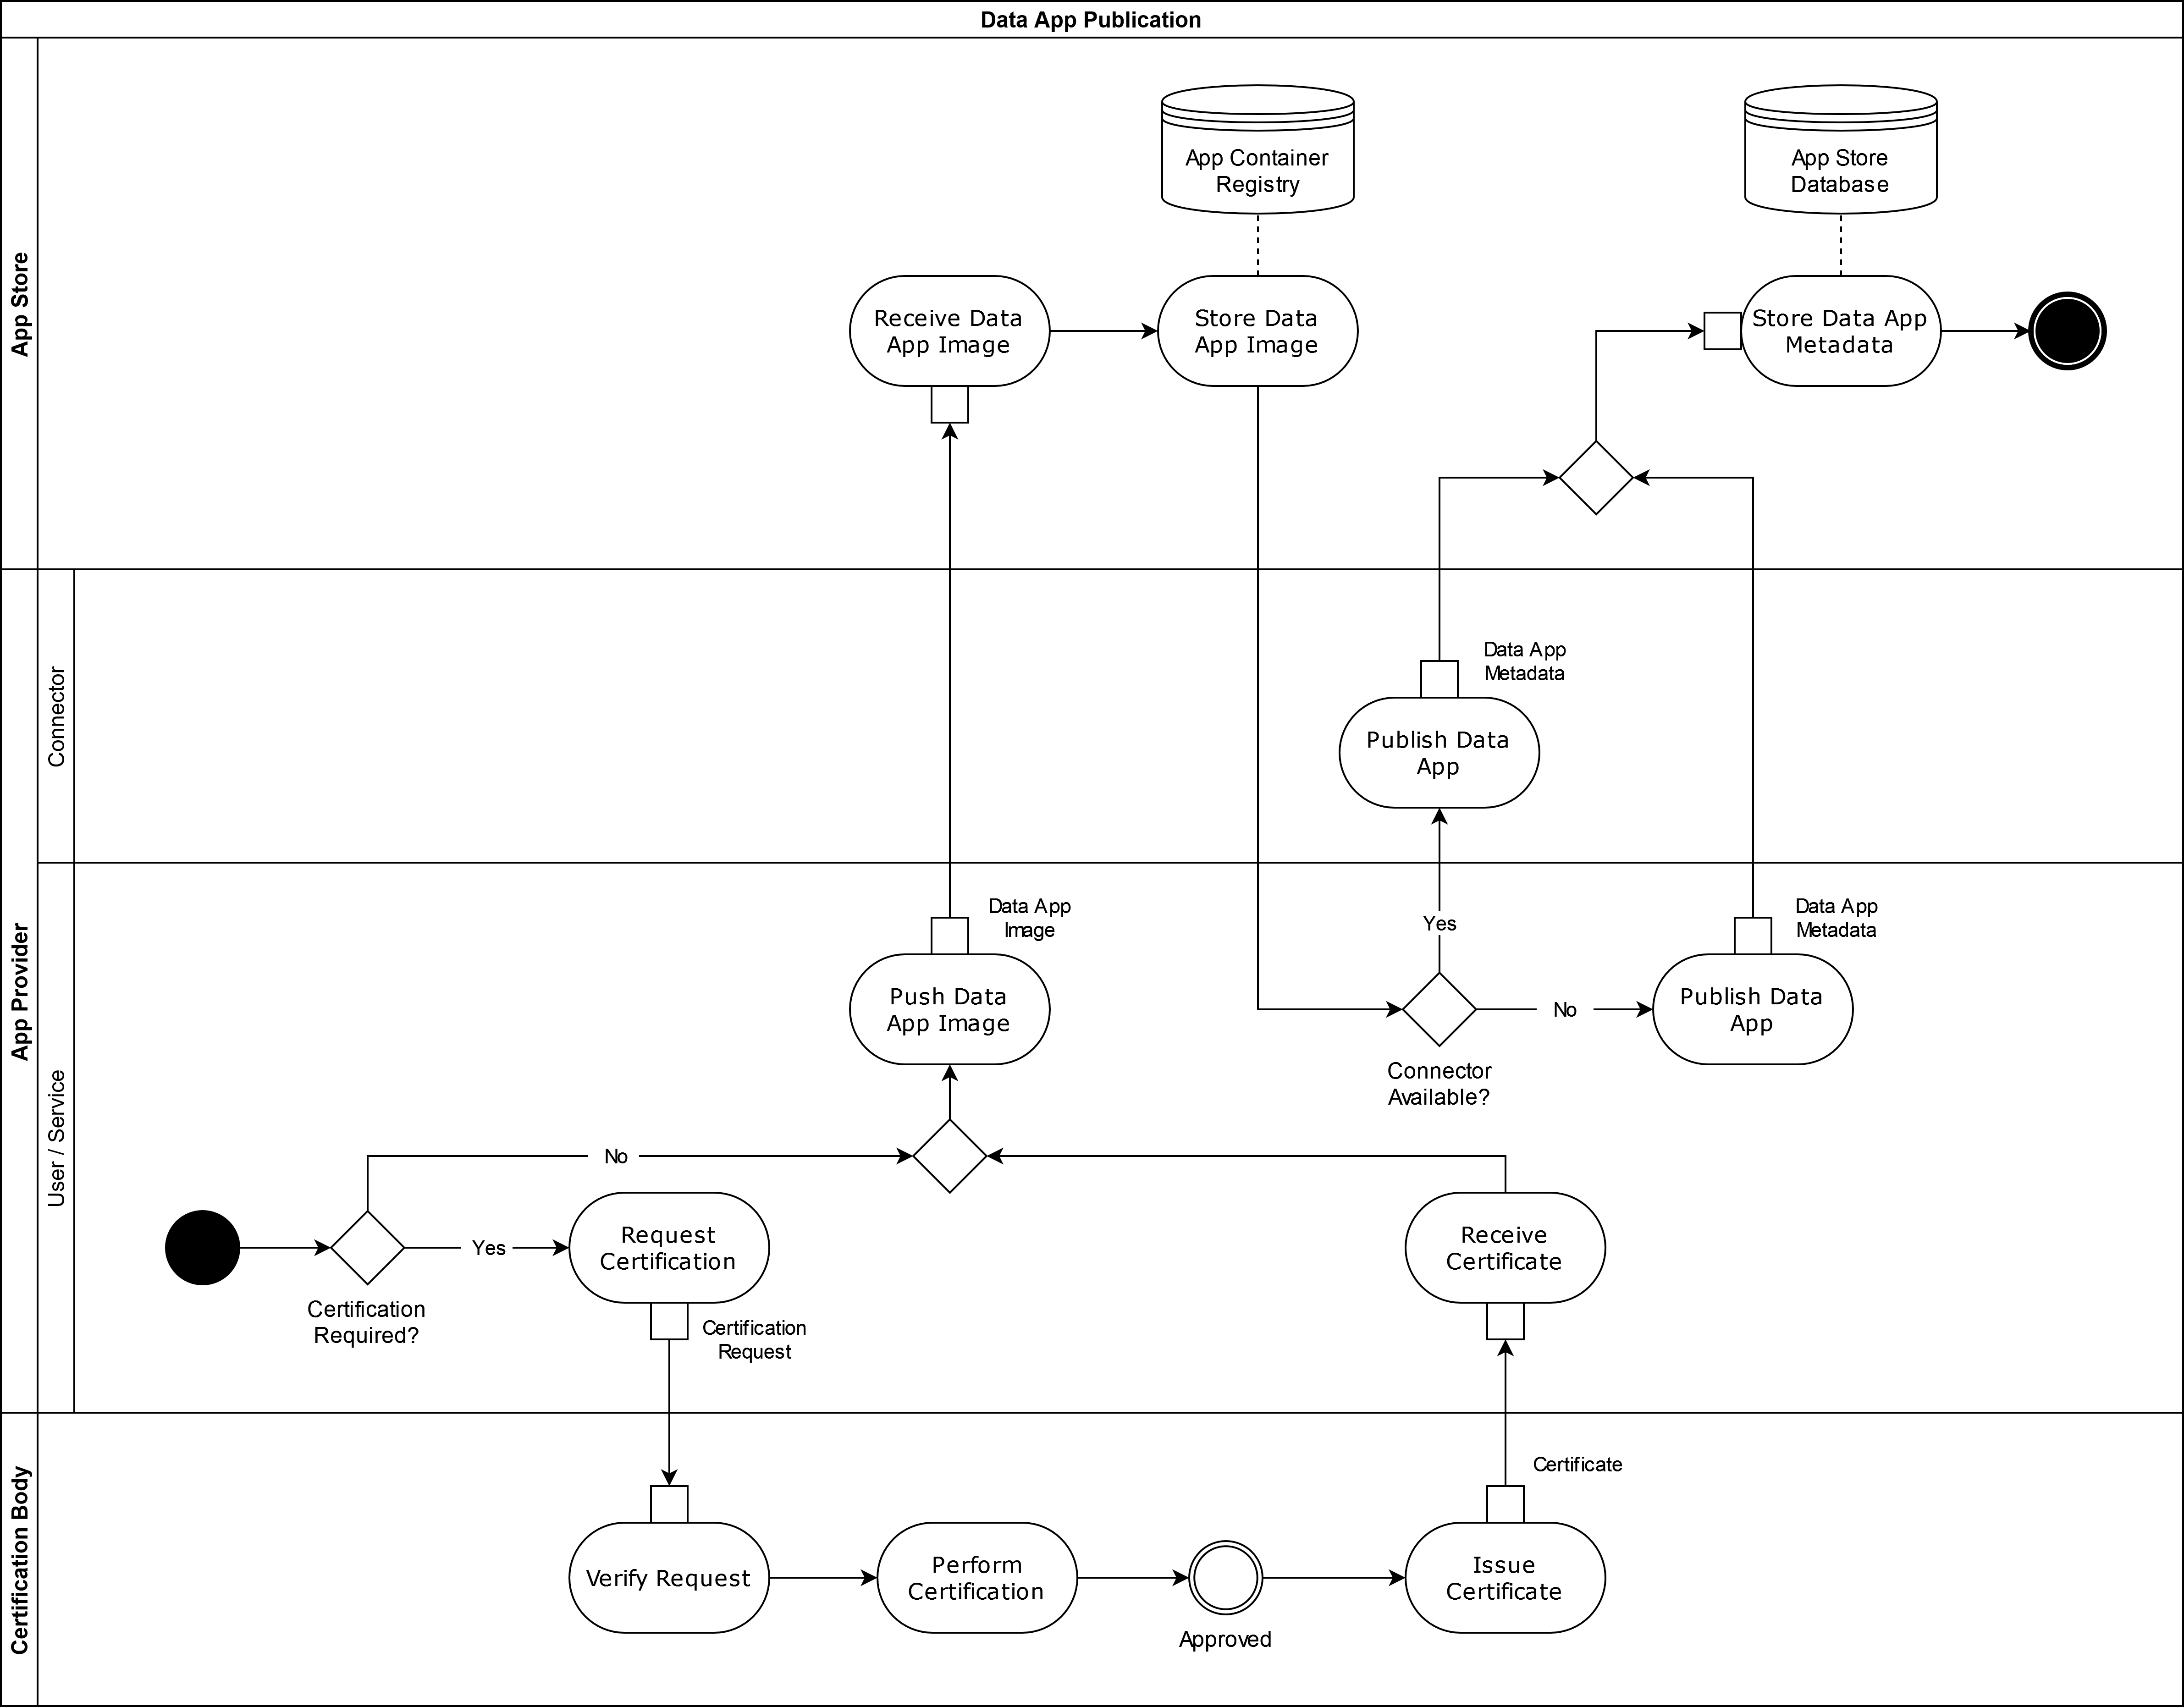 Data App Publication
App Store
App Container
Registry
App Store
Database
Receive Data
App Image
Store Data
App Image
Store Data App
Metadata
App Provider
Connector
Data App
Metadata
Publish Data
App
User / Service
Data App
Image
Push Data
App Image
Yes
Data App
Metadata
No
Publish Data
App
Connector
Available?
No
Yes
Request
Certification
Receive
Certificate
Certification
Required?
Certification
Request
Certification Body
Certificate
Verify Request
Perform
Certification
Issue
Certificate
Approved